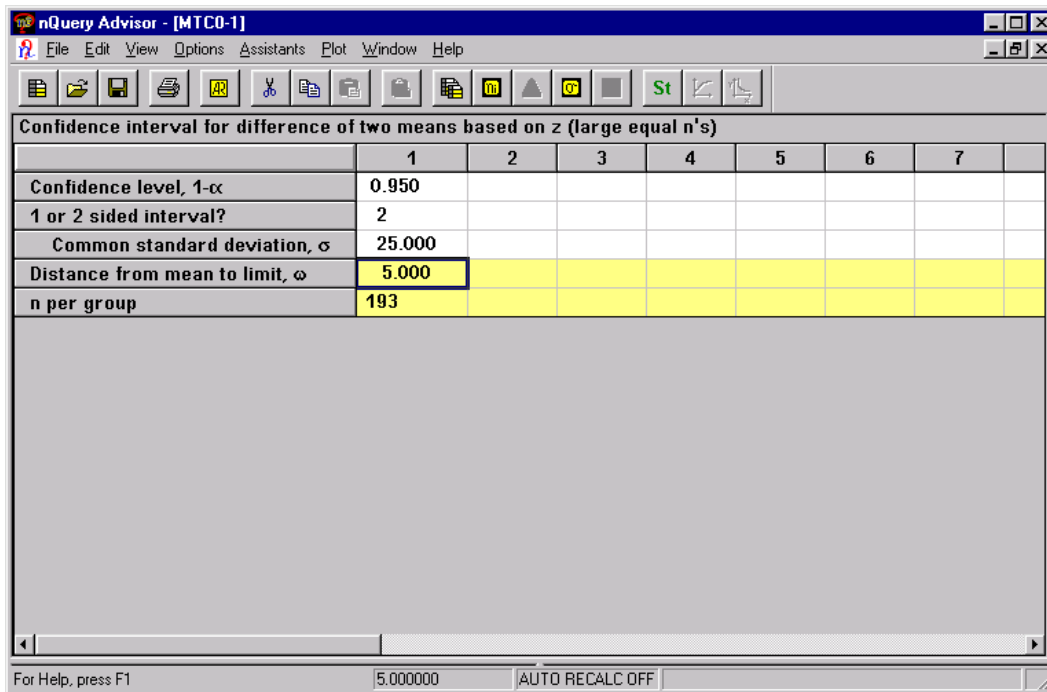 nQuery Advisor - [MTC0-1]
File Edit View Options Assistants Plot Window Help
AR ni σ St
Confidence interval for difference of two means based on z (large equal n's)
1 2 3 4 5 6 7
Confidence level, 1-α 0.950
1 or 2 sided interval? 2
Common standard deviation, σ 25.000
Distance from mean to limit, ω 5.000
n per group 193
For Help, press F1 5.000000 AUTO RECALC OFF